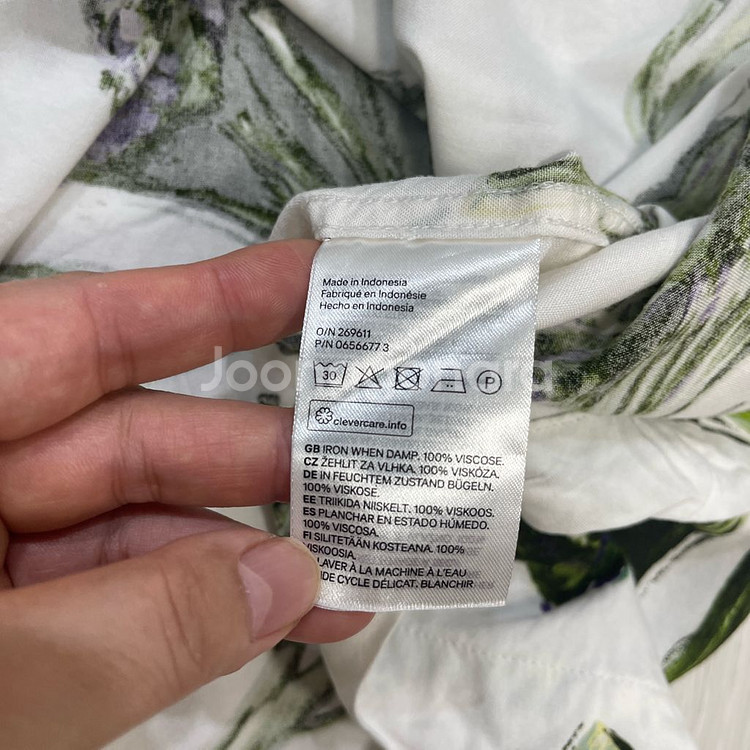 Made in Indonesia
Fabriqué en Indonésie
Hecho en Indonesia
O/N 269611
P/N 0656677 3
30
P
clevercare.info
GB IRON WHEN DAMP. 100% VISCOSE.
CZ ŽEHLIT ZA VLHKA. 100% VISKÓZA.
DE IN FEUCHTEM ZUSTAND BÜGELN.
100% VISKOSE.
EE TRIIKIDA NIISKELT. 100% VISKOOS.
ES PLANCHAR EN ESTADO HÚMEDO.
100% VISCOSA.
FI SILITETÄÄN KOSTEANA. 100%
VISKOOSIA.
LAVER À LA MACHINE À L'EAU
CYCLE DÉLICAT. BLANCHIR